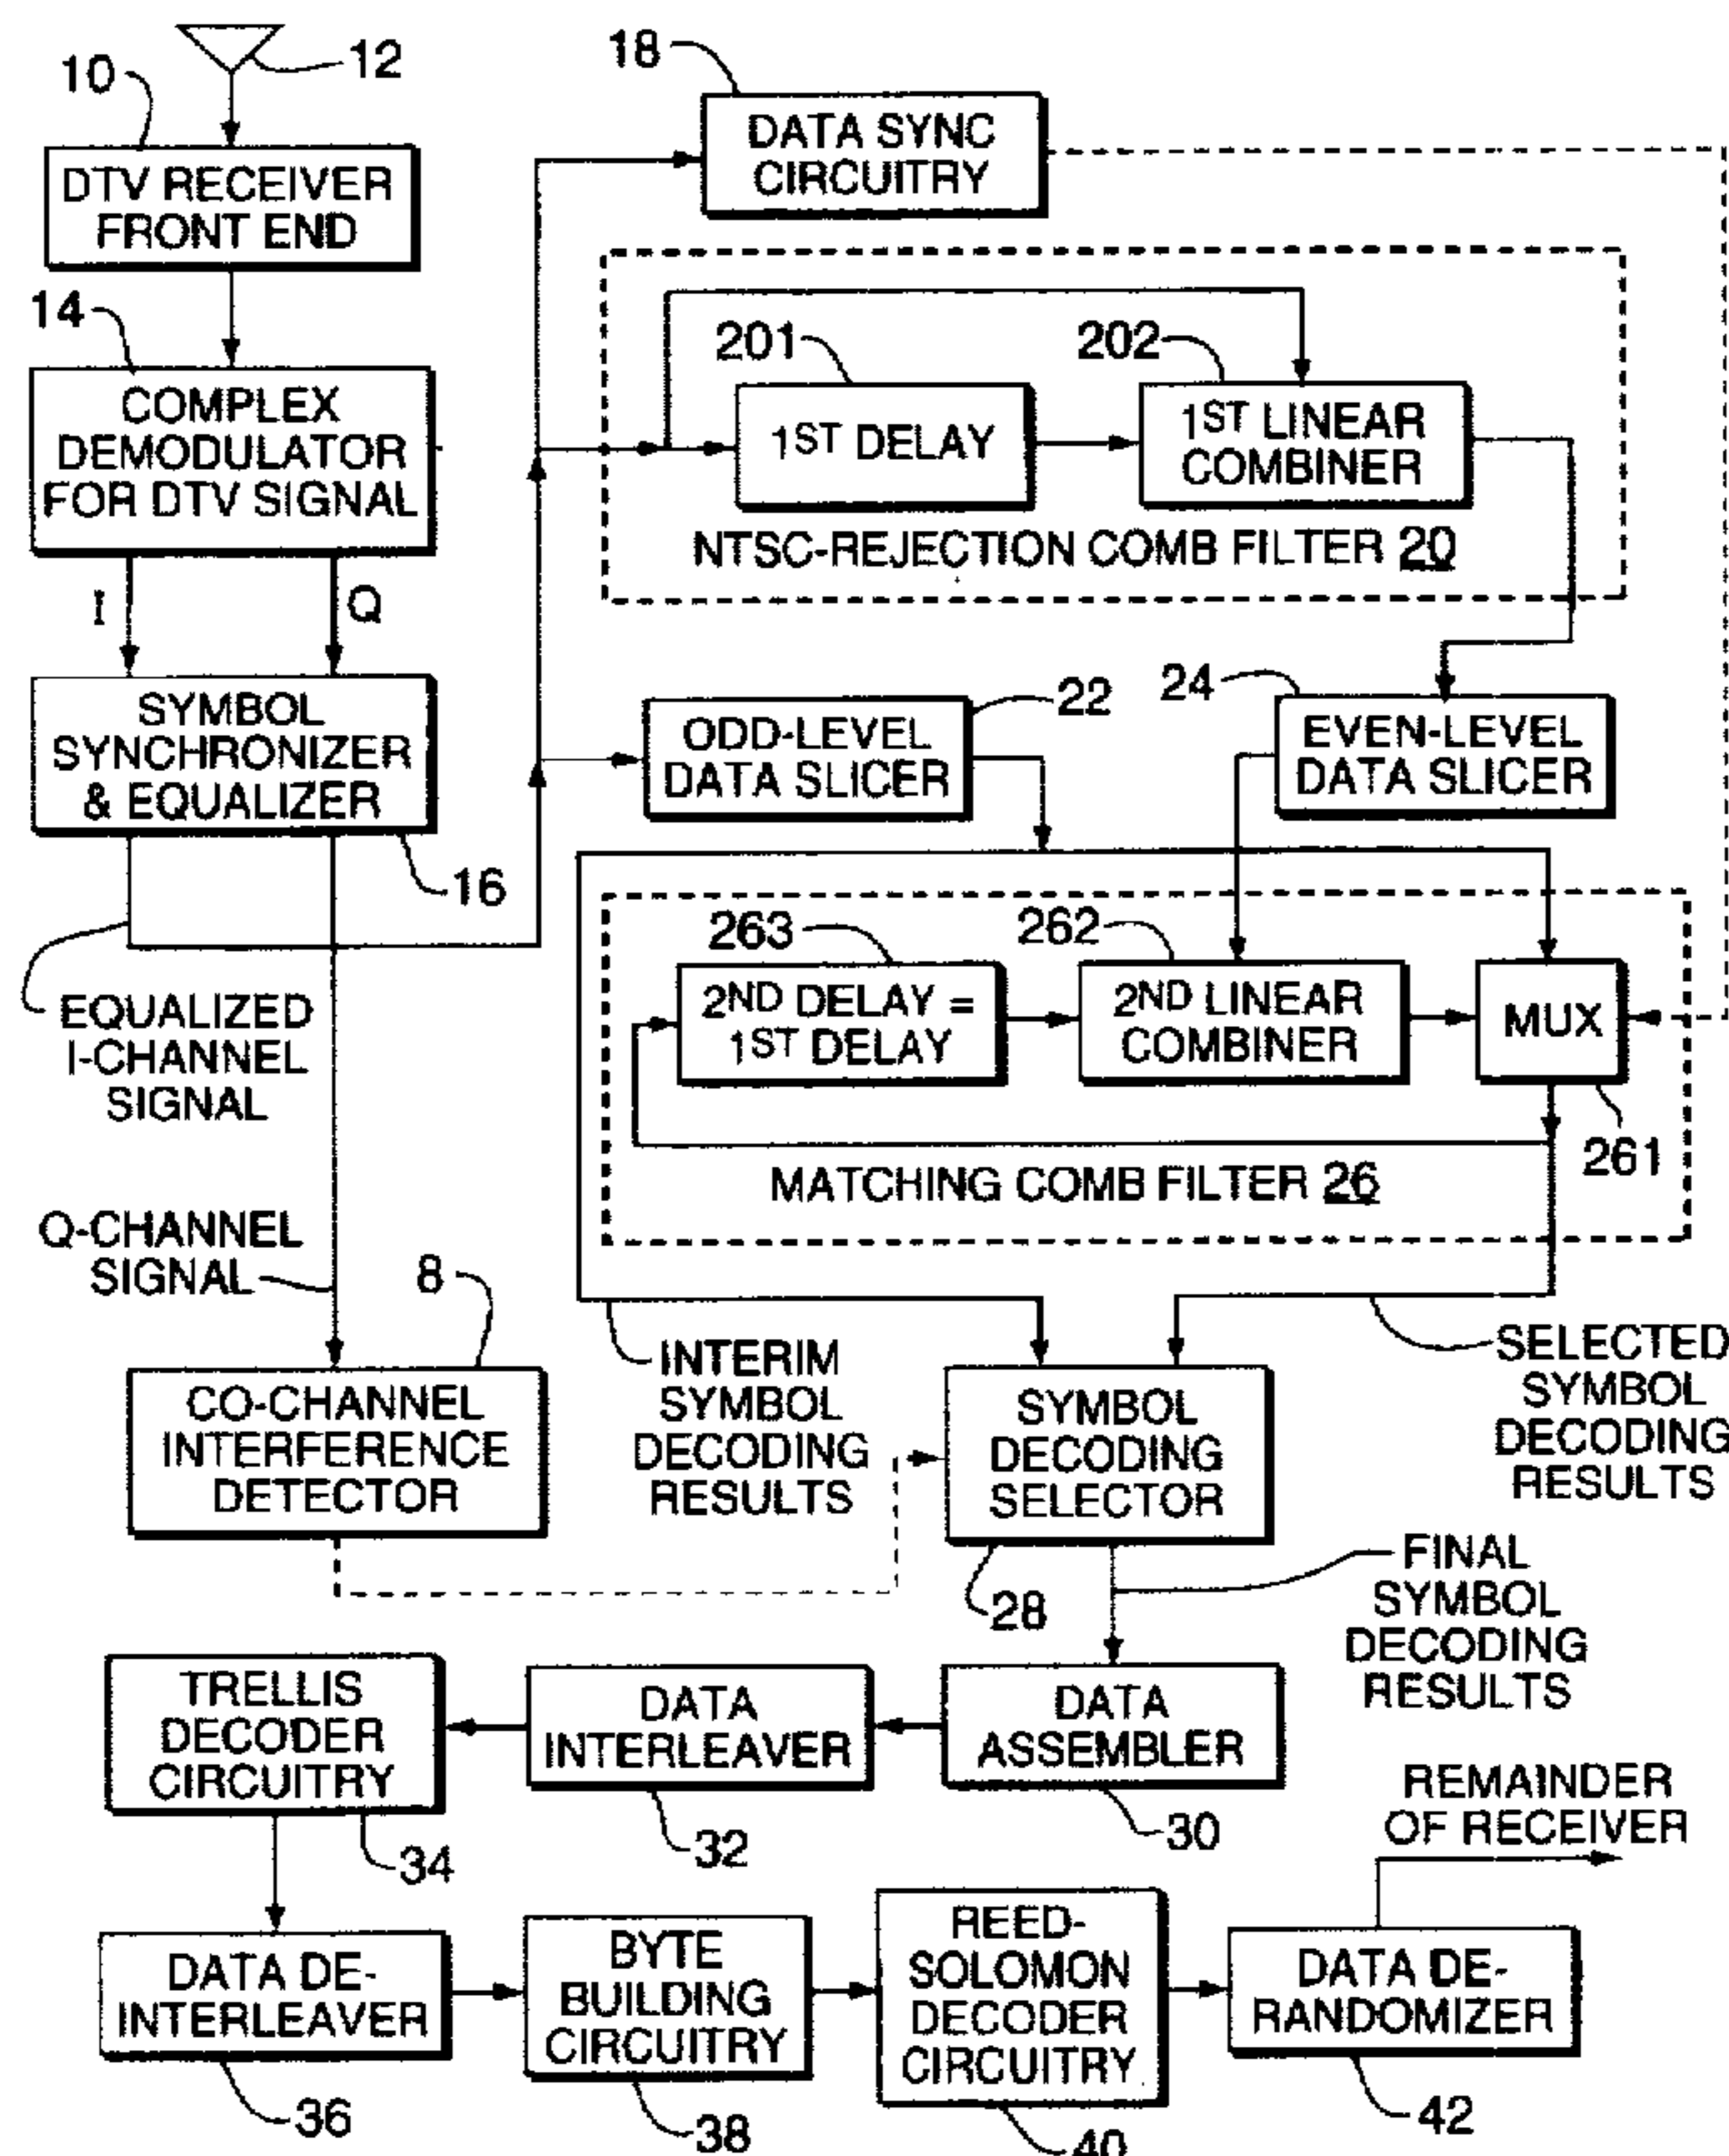 12
10
DTV RECEIVER
FRONT END
18
DATA SYNC
CIRCUITRY
14
COMPLEX
DEMODULATOR
FOR DTV SIGNAL
I
Q
201
1ST DELAY
202
1ST LINEAR
COMBINER
NTSC-REJECTION COMB FILTER 20
SYMBOL
SYNCHRONIZER
& EQUALIZER
16
22
ODD-LEVEL
DATA SLICER
24
EVEN-LEVEL
DATA SLICER
263
2ND DELAY =
1ST DELAY
262
2ND LINEAR
COMBINER
MUX
261
MATCHING COMB FILTER 26
EQUALIZED
I-CHANNEL
SIGNAL
Q-CHANNEL
SIGNAL
8
CO-CHANNEL
INTERFERENCE
DETECTOR
INTERIM
SYMBOL
DECODING
RESULTS
SYMBOL
DECODING
SELECTOR
28
SELECTED
SYMBOL
DECODING
RESULTS
FINAL
SYMBOL
DECODING
RESULTS
TRELLIS
DECODER
CIRCUITRY
34
DATA
INTERLEAVER
32
DATA
ASSEMBLER
30
REMAINDER
OF RECEIVER
DATA DE-
INTERLEAVER
36
BYTE
BUILDING
CIRCUITRY
38
REED-
SOLOMON
DECODER
CIRCUITRY
40
DATA DE-
RANDOMIZER
42